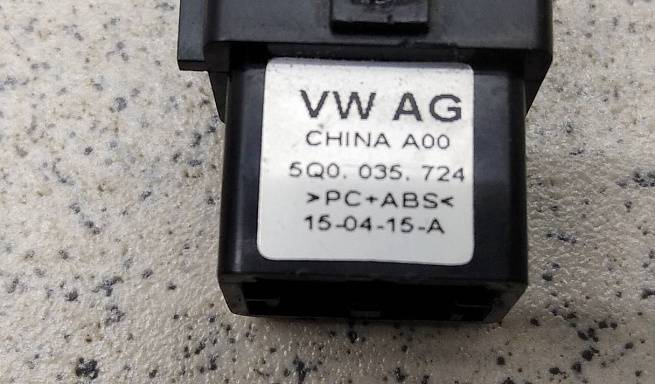 VW AG
CHINA A00
5Q0. 035. 724
>PC+ABS<
15-04-15-A